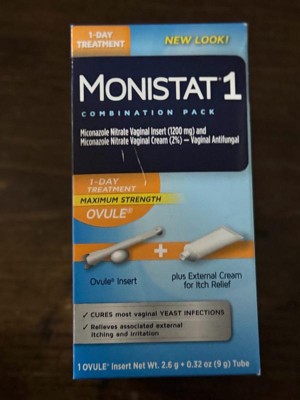 1-DAY
TREATMENT
NEW LOOK!
MONISTAT® 1
COMBINATION PACK
Miconazole Nitrate Vaginal Insert (1200 mg) and
Miconazole Nitrate Vaginal Cream (2%) — Vaginal Antifungal
1-DAY
TREATMENT
MAXIMUM STRENGTH
OVULE®
+
Ovule® Insert
plus External Cream
for Itch Relief
✓ CURES most vaginal YEAST INFECTIONS
✓ Relieves associated external
itching and irritation
1 OVULE® Insert Net Wt. 2.6 g + 0.32 oz (9 g) Tube